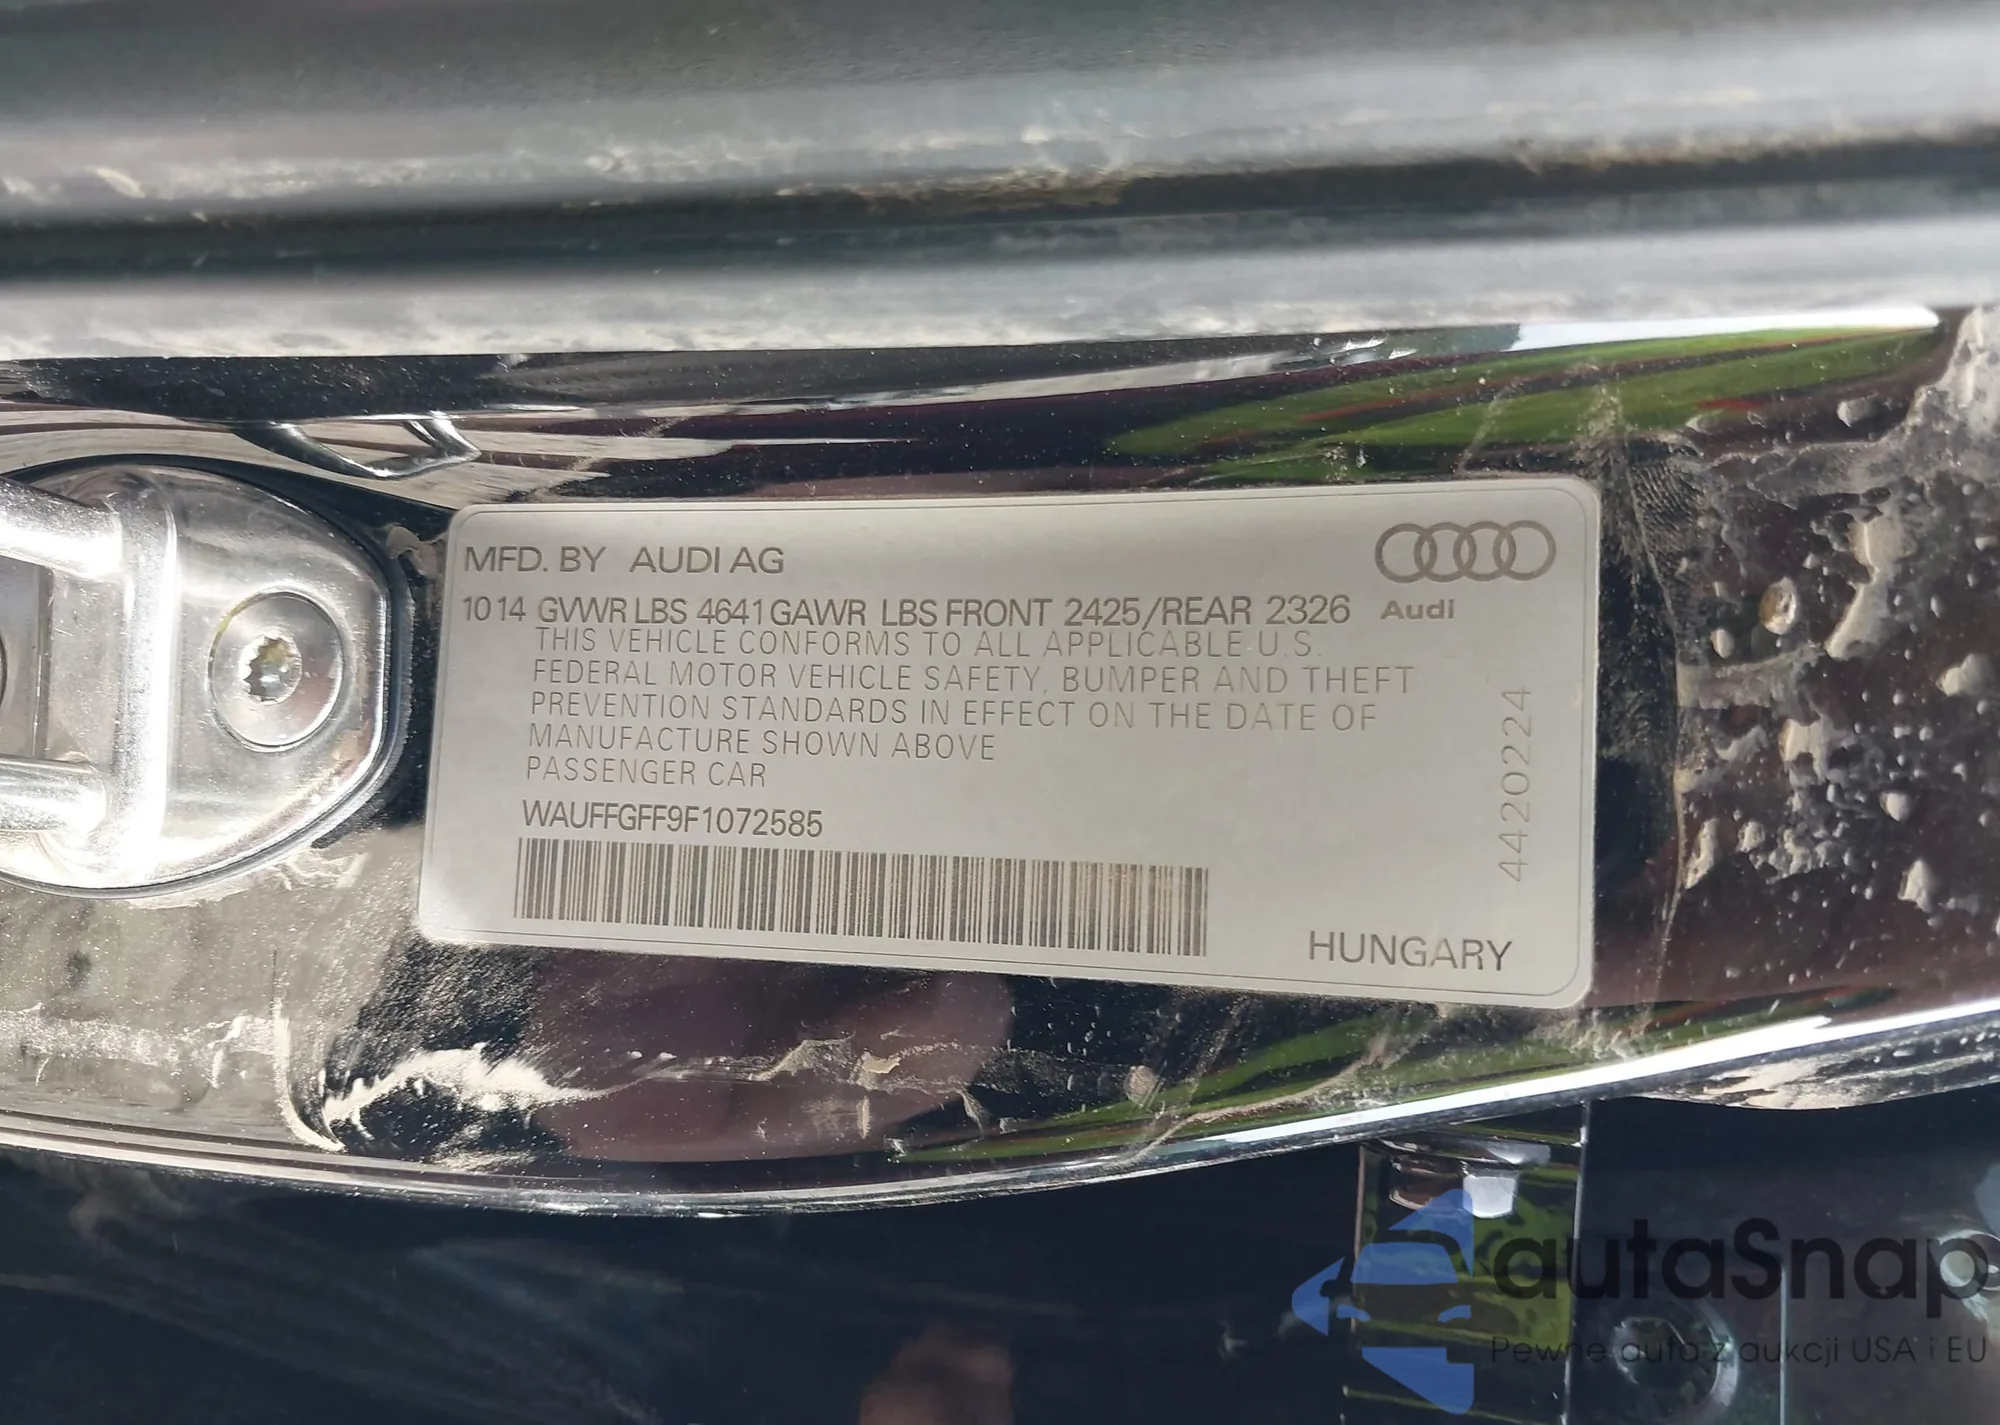 MFD. BY AUDI AG
1014 GVWR LBS 4641 GAWR LBS FRONT 2425/REAR 2326
Audi
THIS VEHICLE CONFORMS TO ALL APPLICABLE U.S.
FEDERAL MOTOR VEHICLE SAFETY, BUMPER AND THEFT
PREVENTION STANDARDS IN EFFECT ON THE DATE OF
MANUFACTURE SHOWN ABOVE
PASSENGER CAR
WAUFFGFF9F1072585
4420224
HUNGARY
autaSnap
Pewne auta z aukcji USA i EU